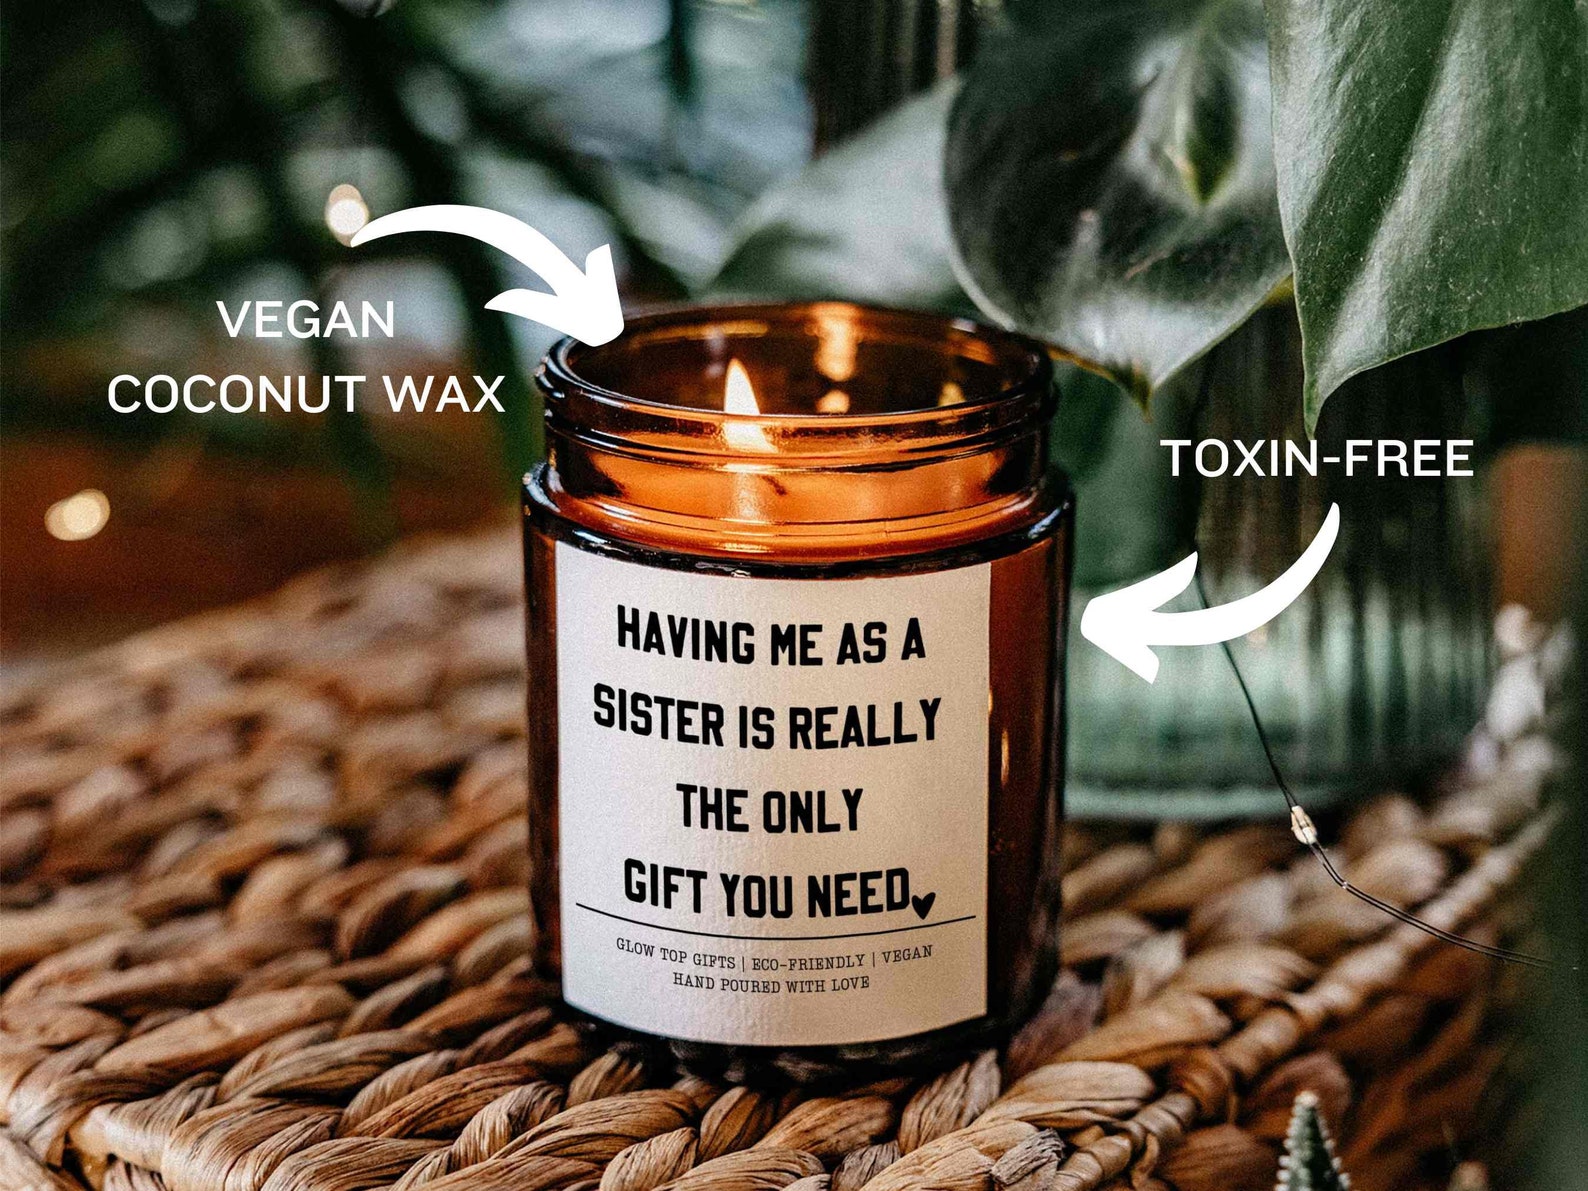 VEGAN
COCONUT WAX
TOXIN-FREE
HAVING ME AS A
SISTER IS REALLY
THE ONLY
GIFT YOU NEED
GLOW TOP GIFTS | ECO-FRIENDLY | VEGAN
HAND POURED WITH LOVE